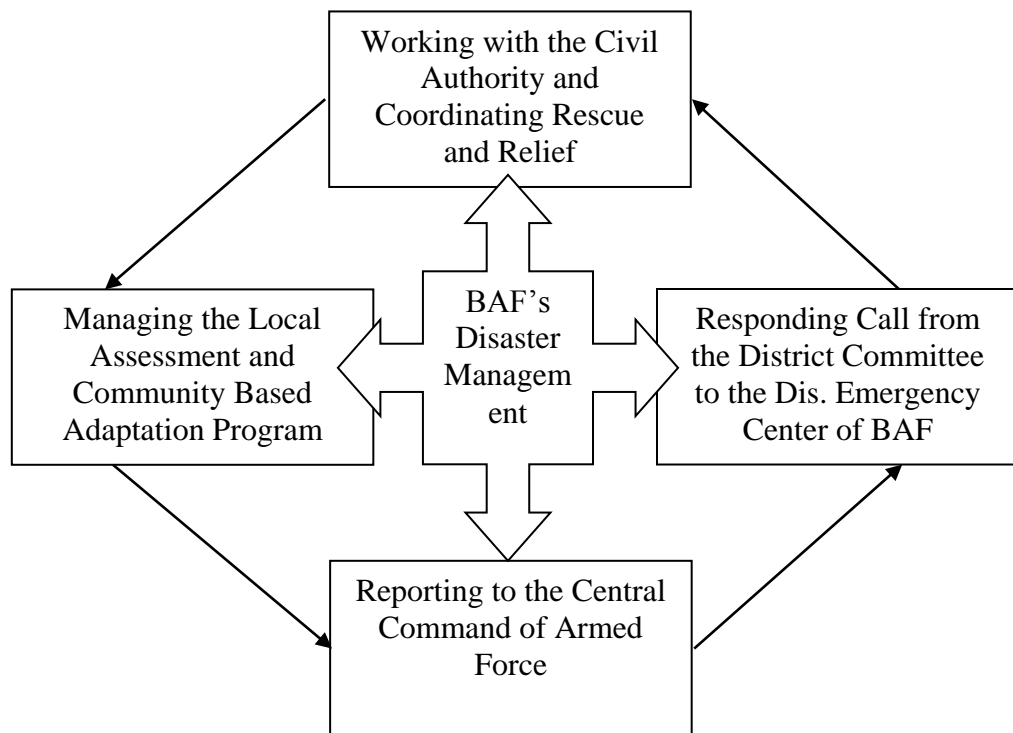 Working with the Civil
Authority and
Coordinating Rescue
and Relief
Managing the Local
Assessment and
Community Based
Adaptation Program
BAF’s
Disaster
Managem
ent
Responding Call from
the District Committee
to the Dis. Emergency
Center of BAF
Reporting to the Central
Command of Armed
Force